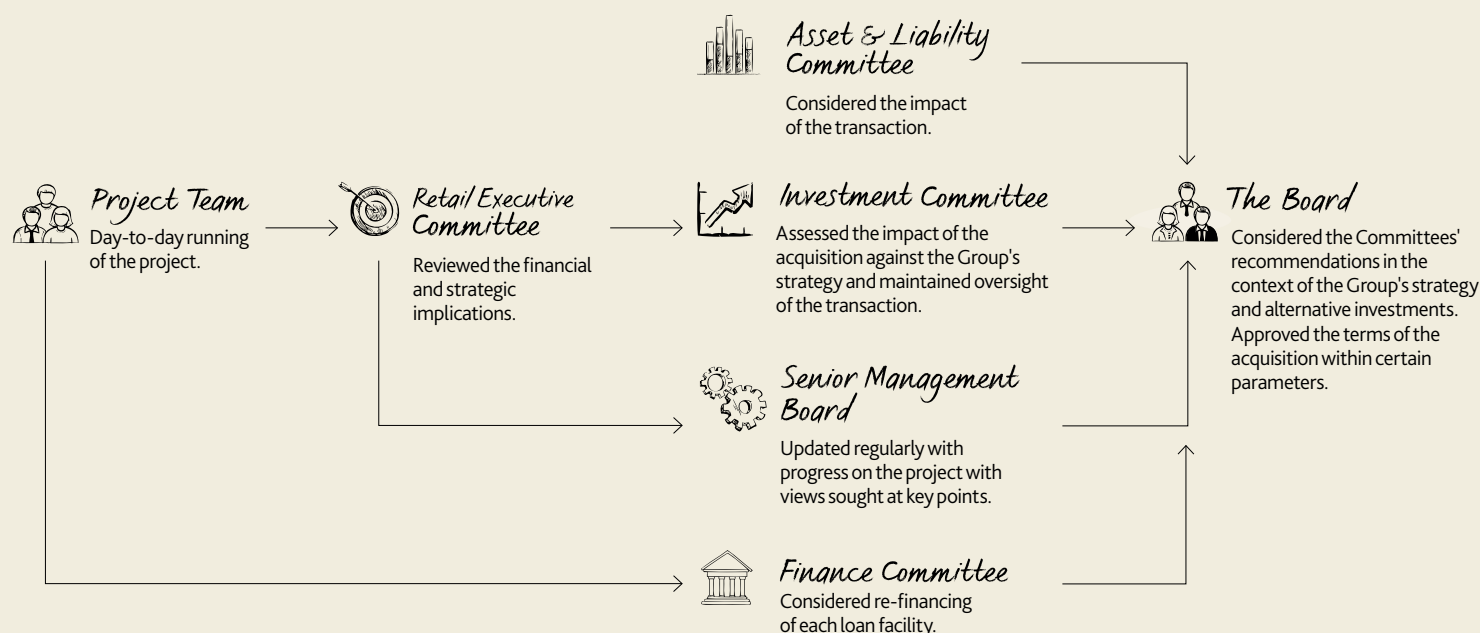 Asset & Liability
Committee
Considered the impact
of the transaction.
Project Team
Day-to-day running
of the project.
Retail Executive
Committee
Reviewed the financial
and strategic
implications.
Investment Committee
Assessed the impact of the
acquisition against the Group's
strategy and maintained oversight
of the transaction.
The Board
Considered the Committees'
recommendations in the
context of the Group's strategy
and alternative investments.
Approved the terms of the
acquisition within certain
parameters.
Senior Management
Board
Updated regularly with
progress on the project with
views sought at key points.
Finance Committee
Considered re-financing
of each loan facility.